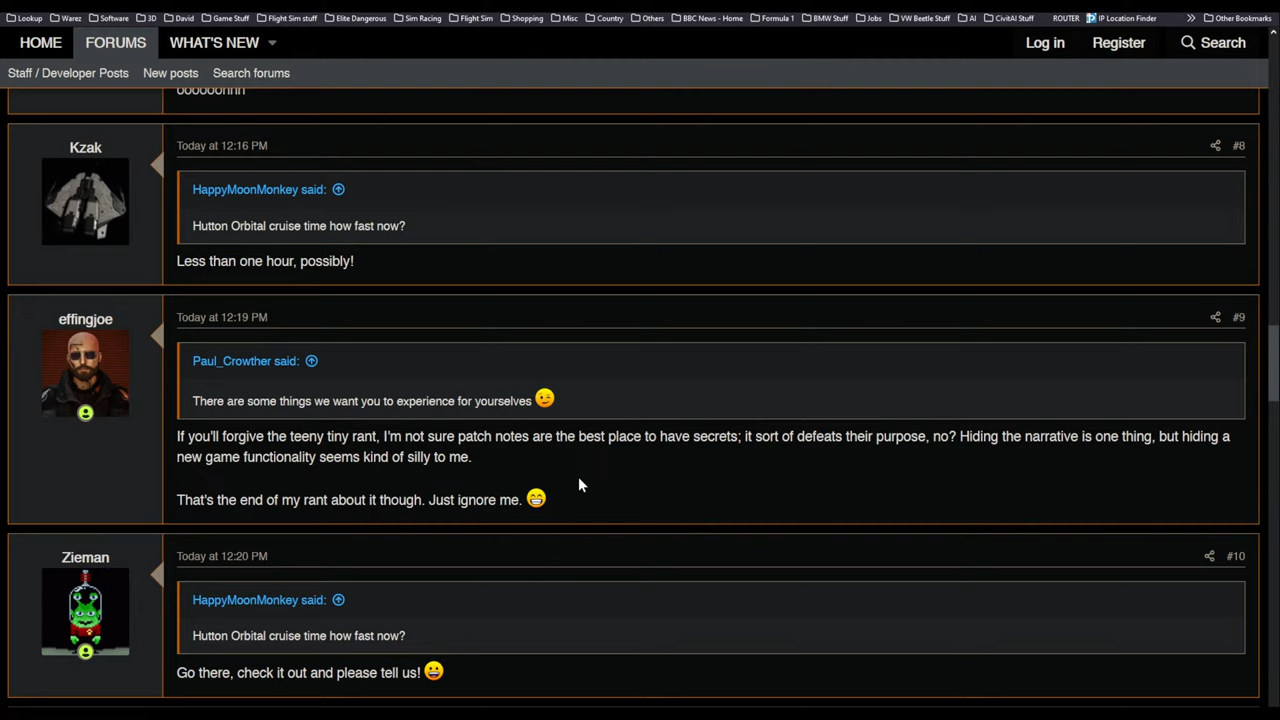 Lookup Warez Software 3D David Game Stuff Flight Sim stuff Elite Dangerous Sim Racing Flight Sim Shopping Misc Country Others BBC News - Home Formula 1 BMW Stuff Jobs VW Beetle Stuff AI CivitAI Stuff ROUTER IP Location Finder Other Bookmarks
HOME FORUMS WHAT'S NEW Log in Register Search
Staff / Developer Posts New posts Search forums
ooooohhh
Kzak
Today at 12:16 PM #8
HappyMoonMonkey said:
Hutton Orbital cruise time how fast now?
Less than one hour, possibly!
effingjoe
Today at 12:19 PM #9
Paul_Crowther said:
There are some things we want you to experience for yourselves 😉
If you'll forgive the teeny tiny rant, I'm not sure patch notes are the best place to have secrets; it sort of defeats their purpose, no? Hiding the narrative is one thing, but hiding a
new game functionality seems kind of silly to me.
That's the end of my rant about it though. Just ignore me. 😁
Zieman
Today at 12:20 PM #10
HappyMoonMonkey said:
Hutton Orbital cruise time how fast now?
Go there, check it out and please tell us! 😀